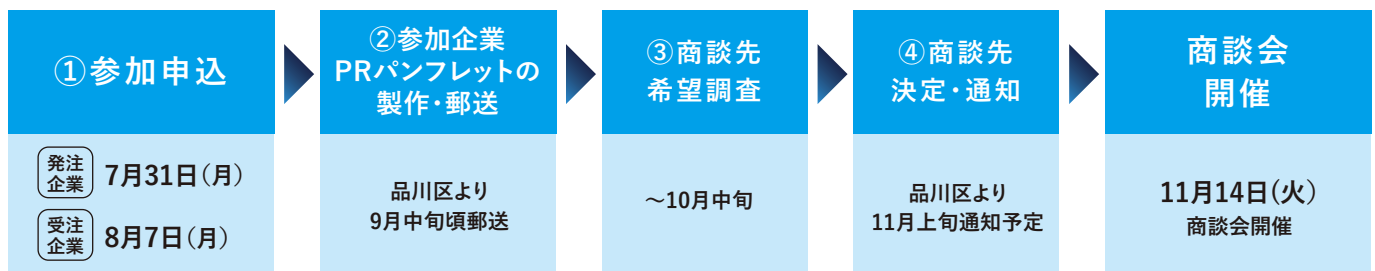 ①参加申込
発注
企業
7月31日（月）
受注
企業
8月7日（月）
②参加企業
PRパンフレットの
製作・郵送
品川区より
9月中旬頃郵送
③商談先
希望調査
～10月中旬
④商談先
決定・通知
品川区より
11月上旬通知予定
商談会
開催
11月14日（火）
商談会開催